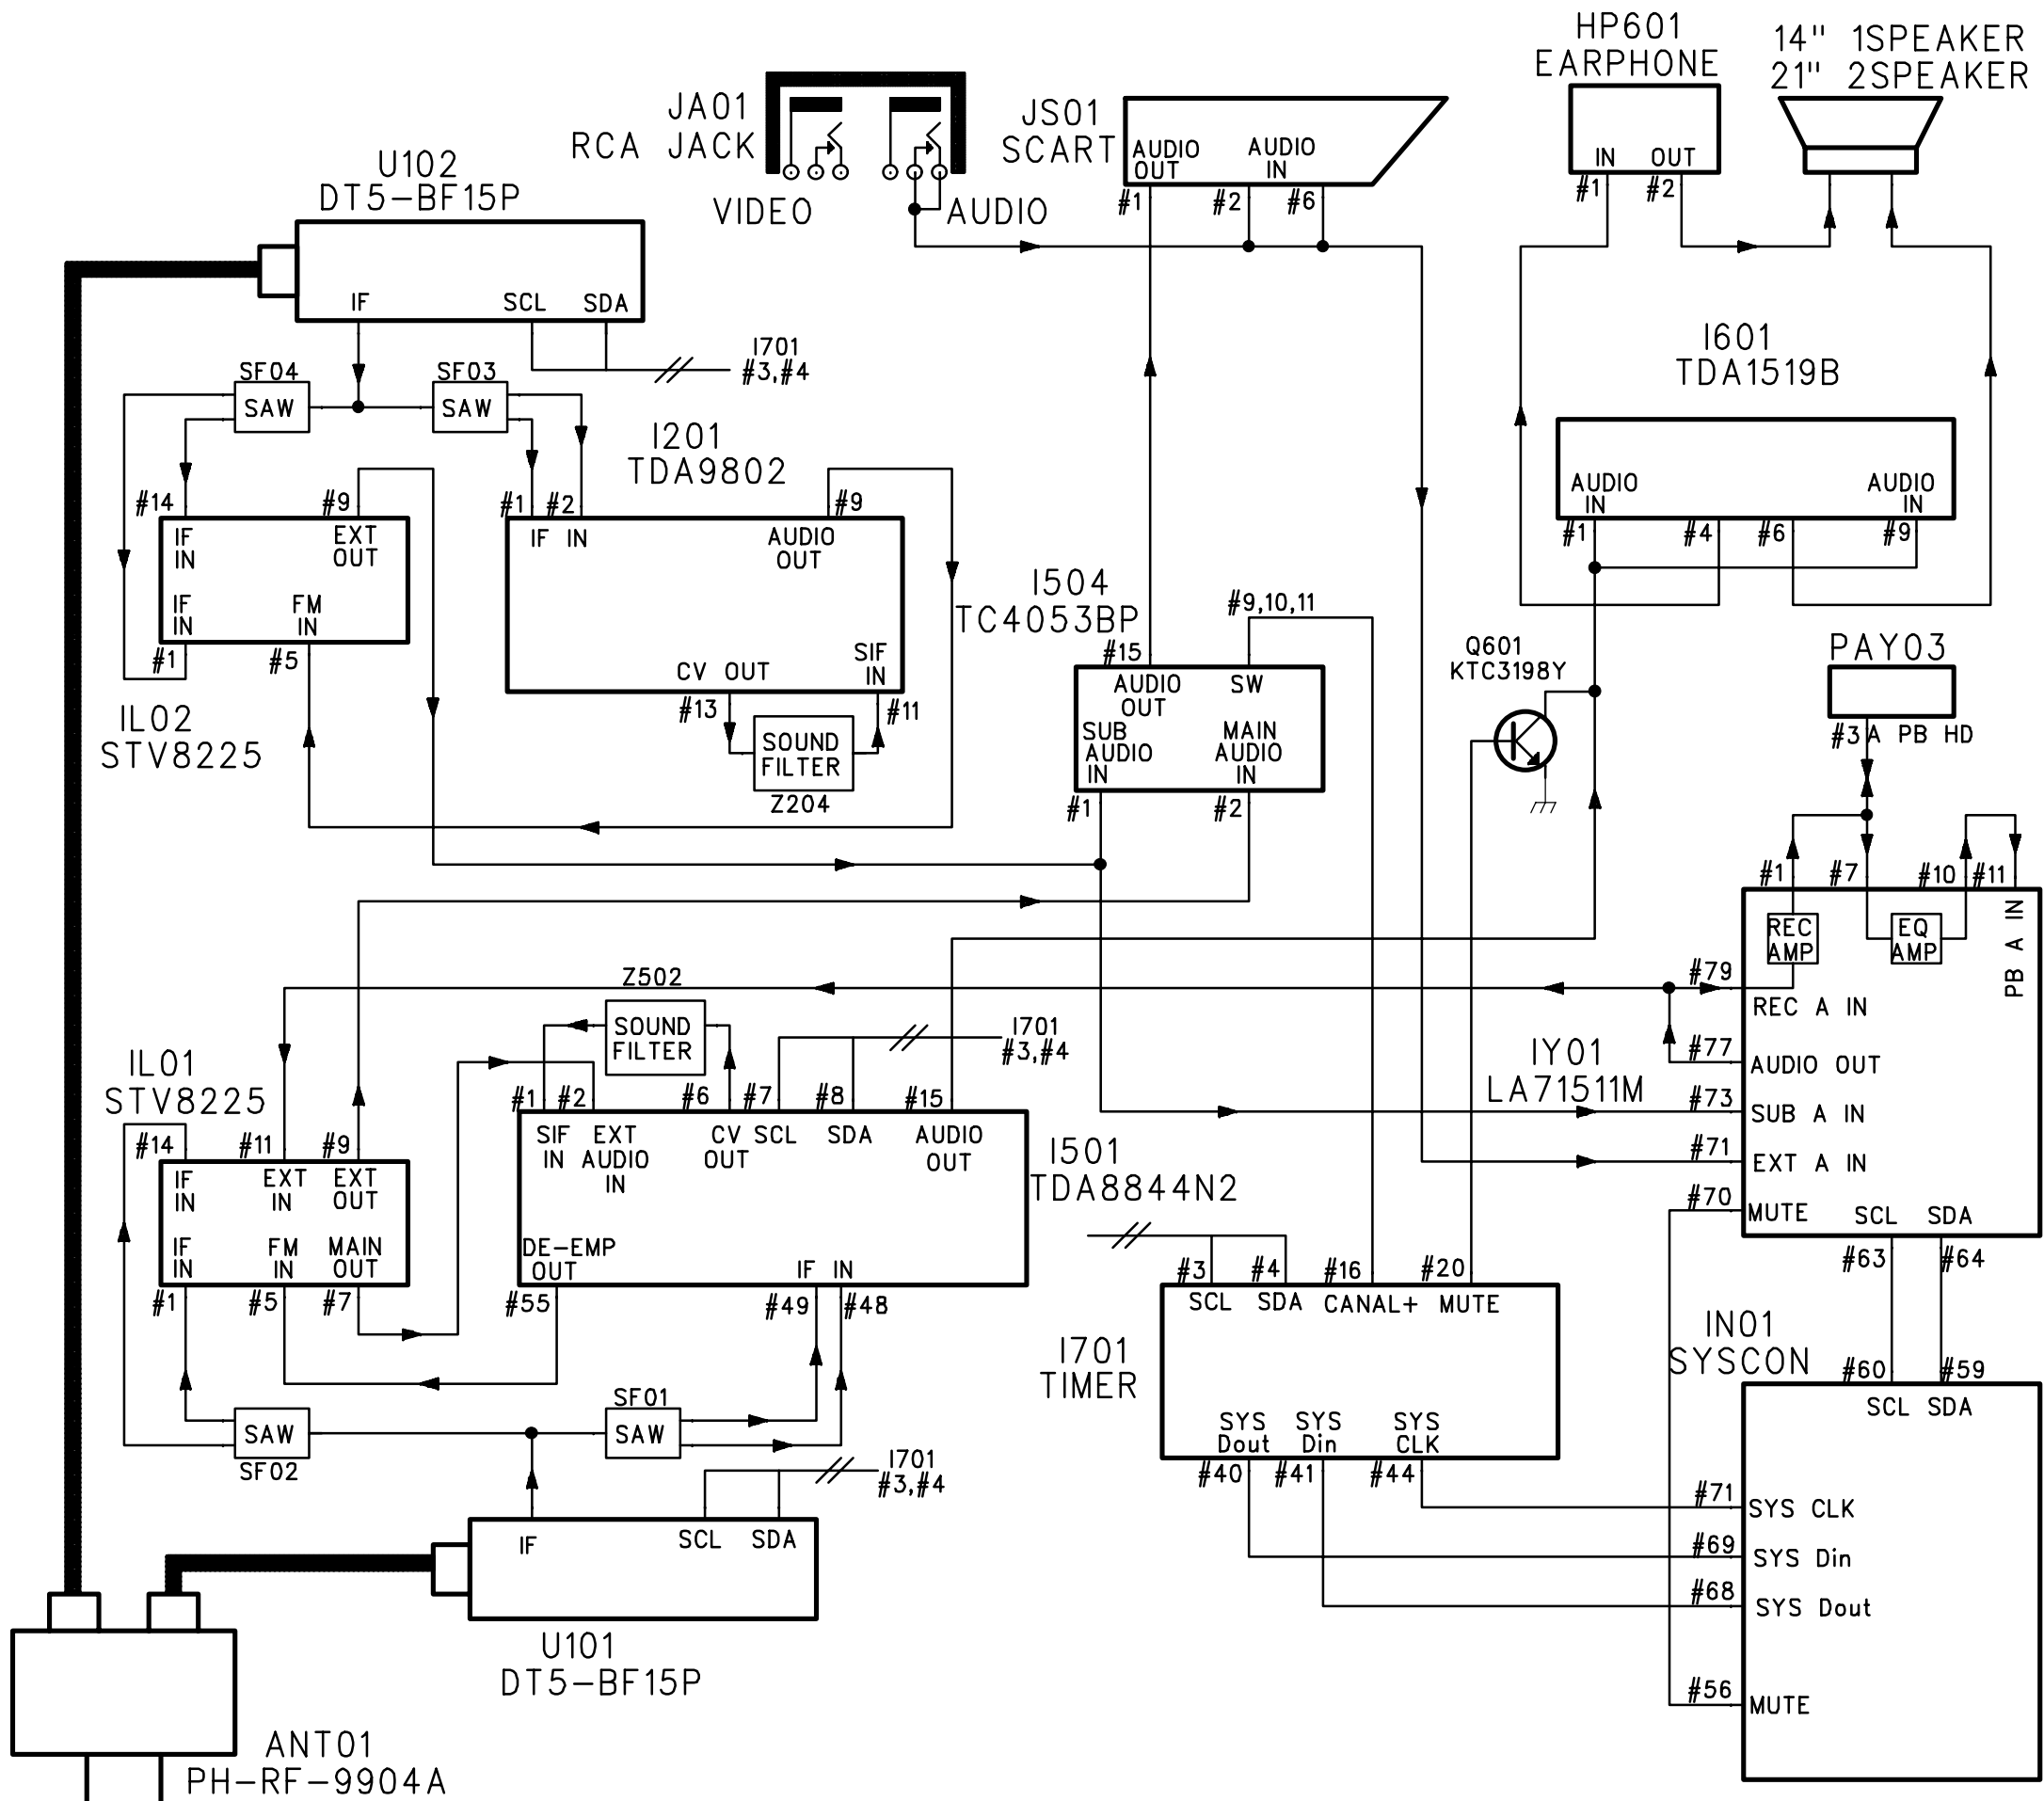 HP601
EARPHONE
IN OUT
#1 #2
14" 1SPEAKER
21" 2SPEAKER
JA01
RCA JACK
VIDEO
AUDIO
JS01
SCART
AUDIO
OUT
AUDIO
IN
#1 #2 #6
U102
DT5-BF15P
IF SCL SDA
I701
#3,#4
SF04
SAW
SF03
SAW
I201
TDA9802
#1 #2 #9
IF IN
AUDIO
OUT
CV OUT
SIF
IN
#13 #11
SOUND
FILTER
Z204
#14 #9
IF
IN
EXT
OUT
IF
IN
FM
IN
#1 #5
IL02
STV8225
I601
TDA1519B
AUDIO
IN
AUDIO
IN
#1 #4 #6 #9
I504
TC4053BP
#9,10,11
#15
AUDIO
OUT
SW
SUB
AUDIO
IN
MAIN
AUDIO
IN
#1 #2
Q601
KTC3198Y
PAY03
#3 A PB HD
#1 #7 #10 #11
REC
AMP
EQ
AMP
PB A IN
#79
REC A IN
#77
AUDIO OUT
#73
SUB A IN
#71
EXT A IN
#70
MUTE
SCL SDA
#63 #64
IY01
LA71511M
Z502
SOUND
FILTER
I701
#3,#4
IL01
STV8225
#14 #11 #9
IF
IN
EXT
IN
EXT
OUT
IF
IN
FM
IN
MAIN
OUT
#1 #5 #7
#1 #2 #6 #7 #8 #15
SIF
IN
EXT
AUDIO
IN
CV
OUT
SCL SDA
AUDIO
OUT
DE-EMP
OUT
IF IN
#55 #49 #48
I501
TDA8844N2
#3 #4 #16 #20
SCL SDA CANAL+ MUTE
I701
TIMER
SYS
Dout
SYS
Din
SYS
CLK
#40 #41 #44
IN01
SYSCON
#60 #59
SCL SDA
#71
SYS CLK
#69
SYS Din
#68
SYS Dout
#56
MUTE
SAW
SF02
SF01
SAW
I701
#3,#4
IF SCL SDA
U101
DT5-BF15P
ANT01
PH-RF-9904A